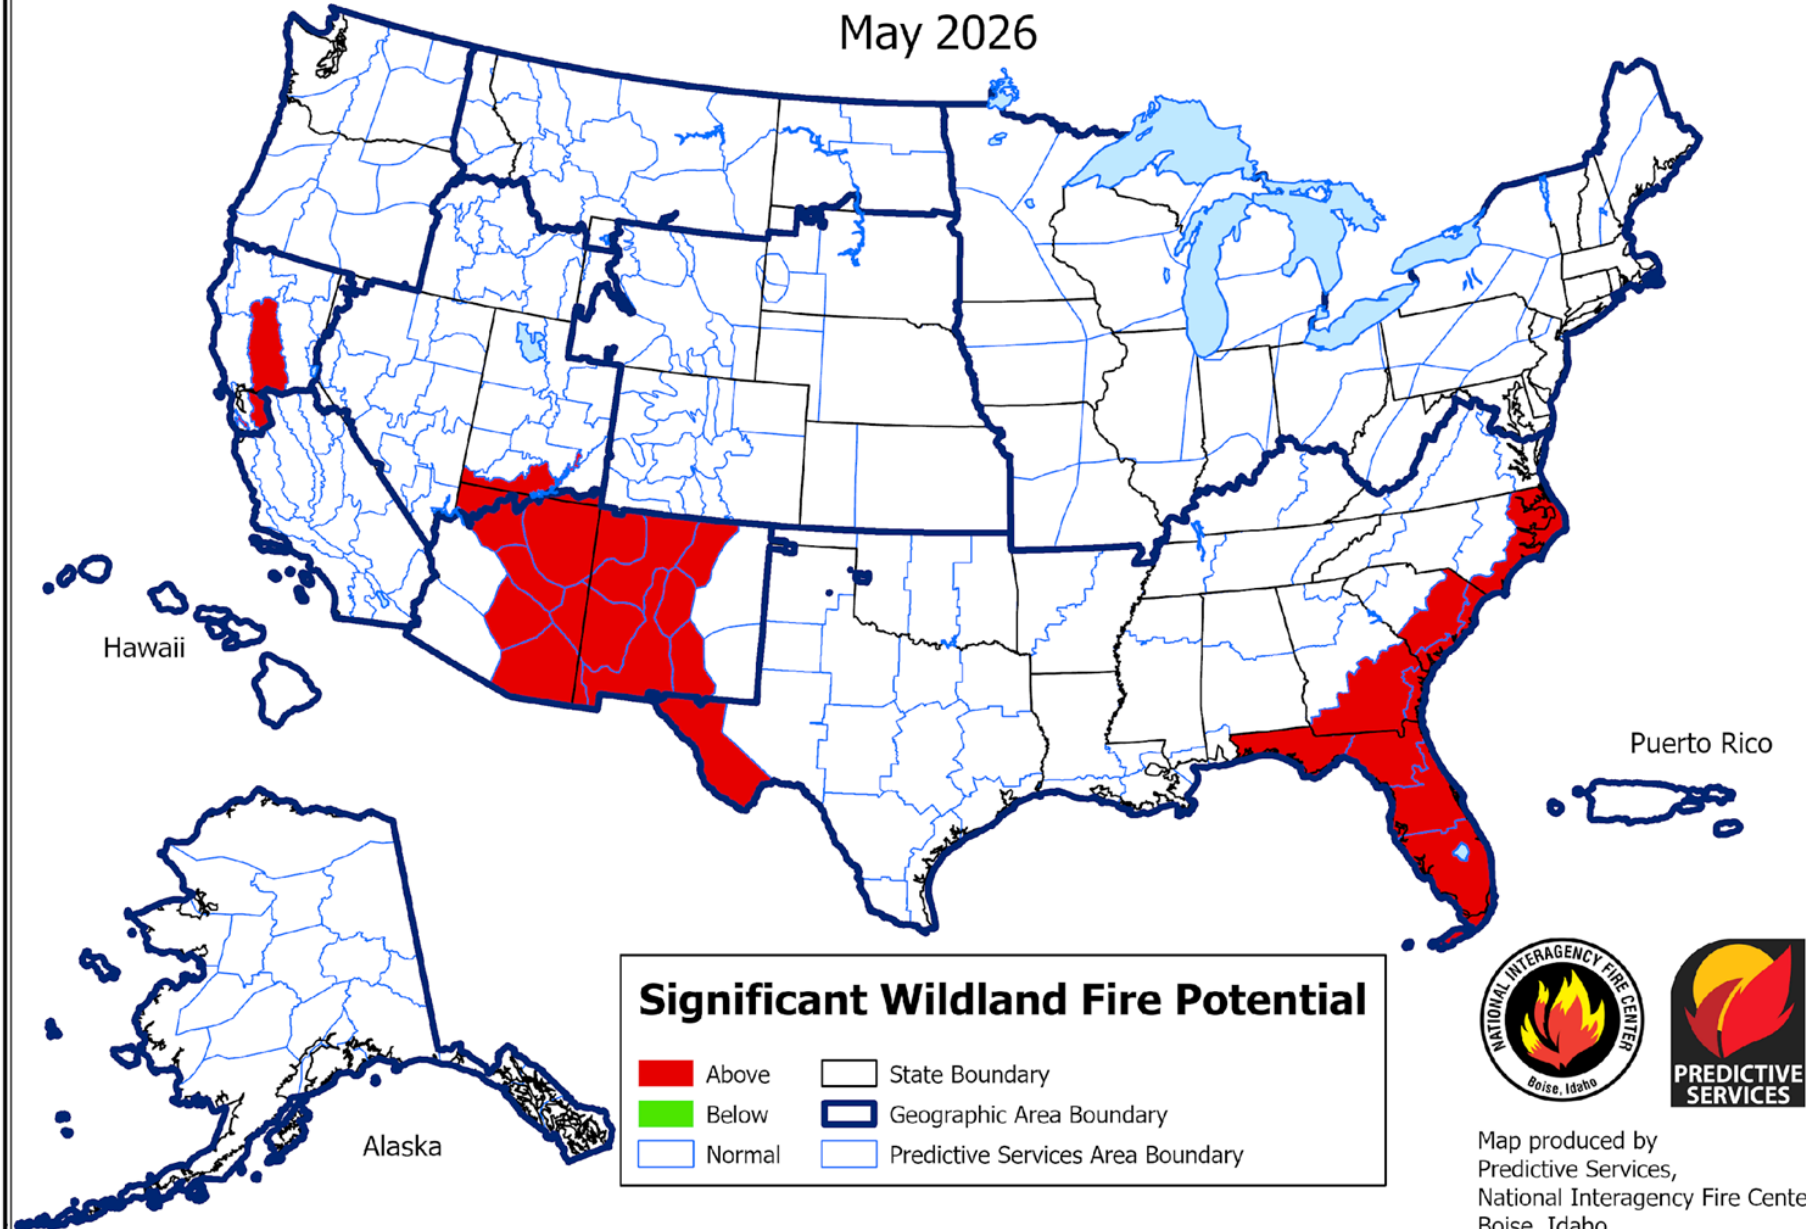 May 2026
Hawaii
Puerto Rico
Alaska
Significant Wildland Fire Potential
Above
Below
Normal
State Boundary
Geographic Area Boundary
Predictive Services Area Boundary
NATIONAL INTERAGENCY FIRE CENTER
Boise, Idaho
PREDICTIVE
SERVICES
Map produced by
Predictive Services,
National Interagency Fire Cente
Boise, Idaho